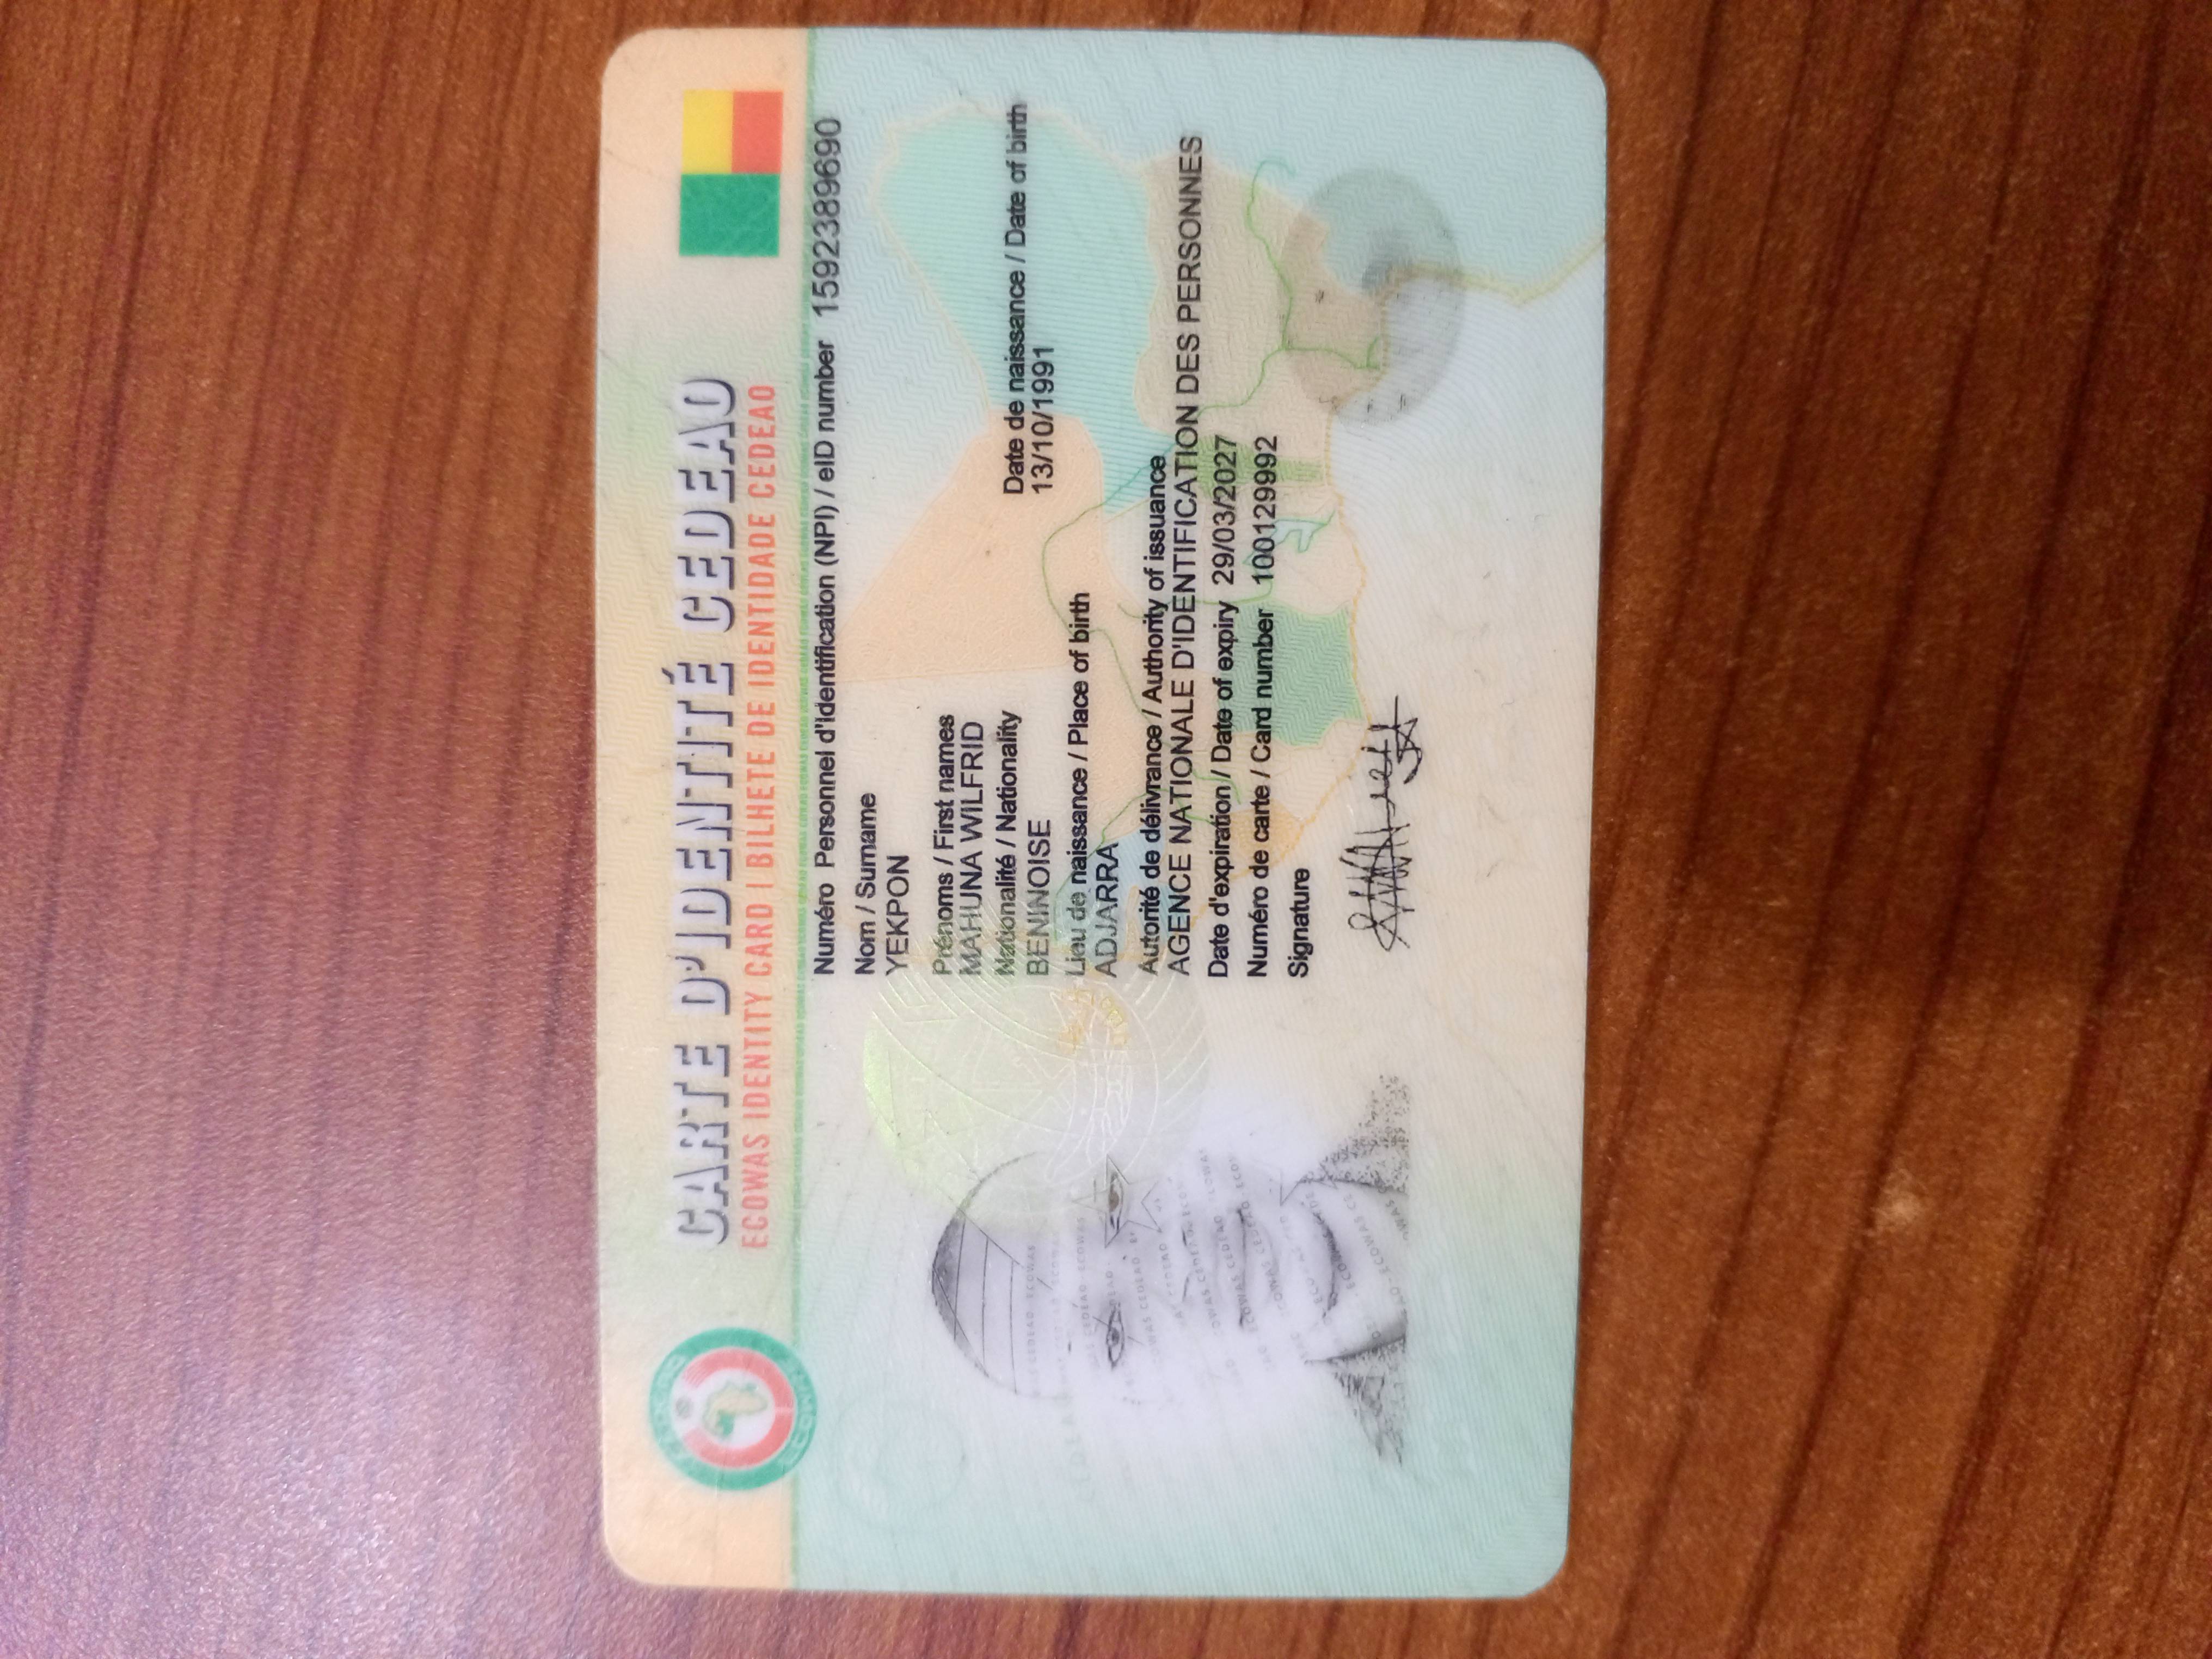 CARTE D'IDENTITÉ CEDEAO
ECOWAS IDENTITY CARD | BILHETE DE IDENTIDADE CEDEAO
Numéro Personnel d'Identification (NPI) / eID number 1592389690
Nom / Surname
YEKPON
Prénoms / First names
MAHUNA WILFRID
Nationalité / Nationality
BENINOISE
Date de naissance / Date of birth
13/10/1991
Lieu de naissance / Place of birth
ADJARRA
Autorité de délivrance / Authority of issuance
AGENCE NATIONALE D'IDENTIFICATION DES PERSONNES
Date d'expiration / Date of expiry 29/03/2027
Numéro de carte / Card number 100129992
Signature